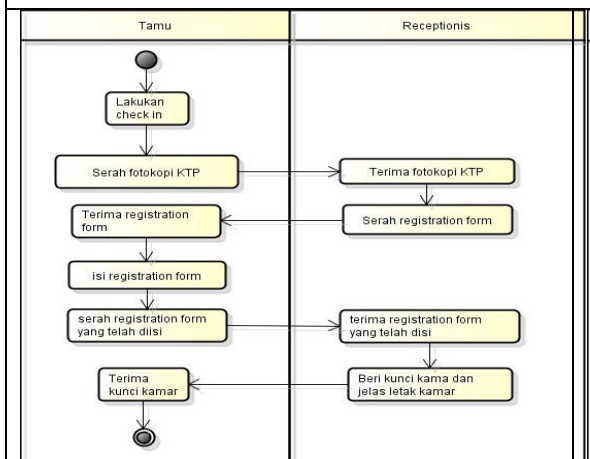 Tamu
Receptionis
Lakukan
check in
Serah fotokopi KTP
Terima fotokopi KTP
Serah registration form
Terima registration
form
isi registration form
serah registration form
yang telah diisi
terima registration form
yang telah disi
Beri kunci kama dan
jelas letak kamar
Terima
kunci kamar